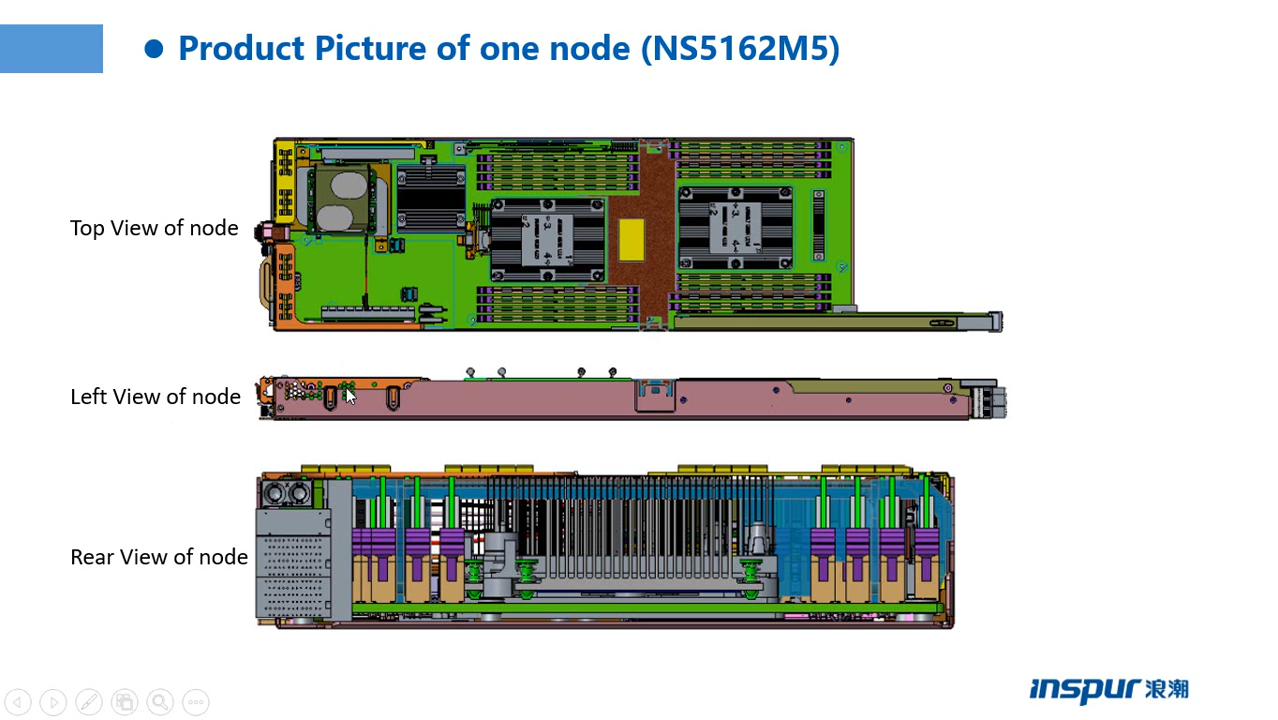 Product Picture of one node (NS5162M5)
Top View of node
Left View of node
Rear View of node
inspur 浪潮